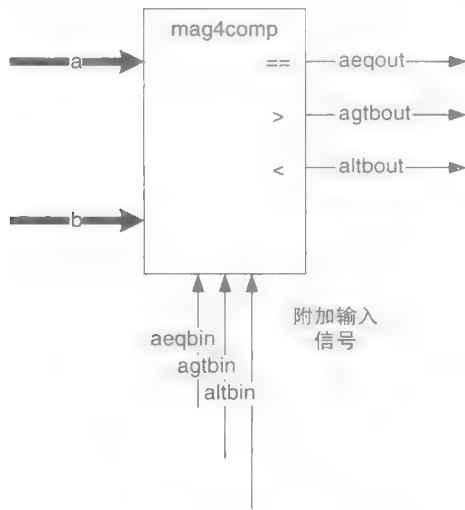 mag4comp
a
==
aeqout
>
agtbout
<
altbout
b
aeqbin
agtbin
altbin
附加输入
信号